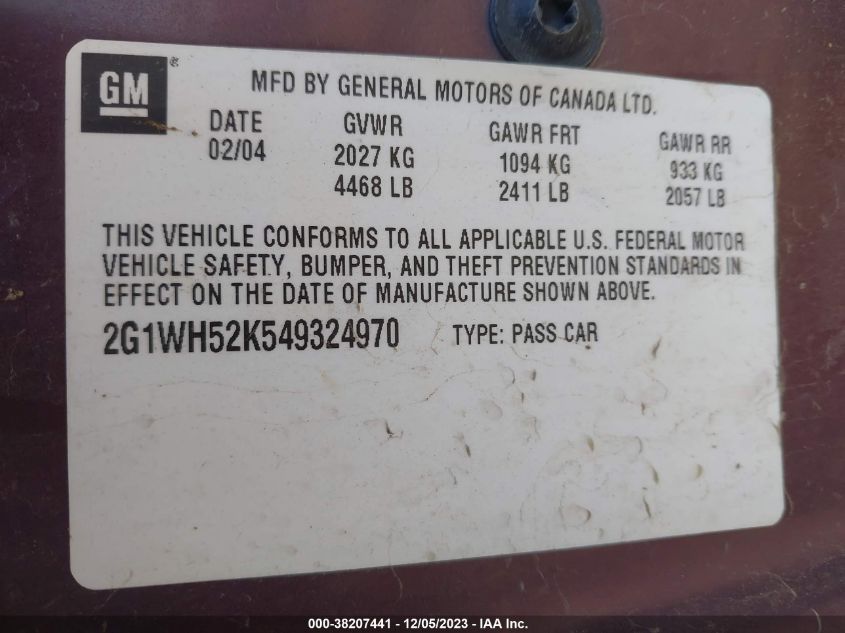 GM®
MFD BY GENERAL MOTORS OF CANADA LTD.
DATE GVWR GAWR FRT GAWR RR
02/04 2027 KG 1094 KG 933 KG
4468 LB 2411 LB 2057 LB
THIS VEHICLE CONFORMS TO ALL APPLICABLE U.S. FEDERAL MOTOR
VEHICLE SAFETY, BUMPER, AND THEFT PREVENTION STANDARDS IN
EFFECT ON THE DATE OF MANUFACTURE SHOWN ABOVE.
2G1WH52K549324970 TYPE: PASS CAR
000-38207441 - 12/05/2023 - IAA Inc.